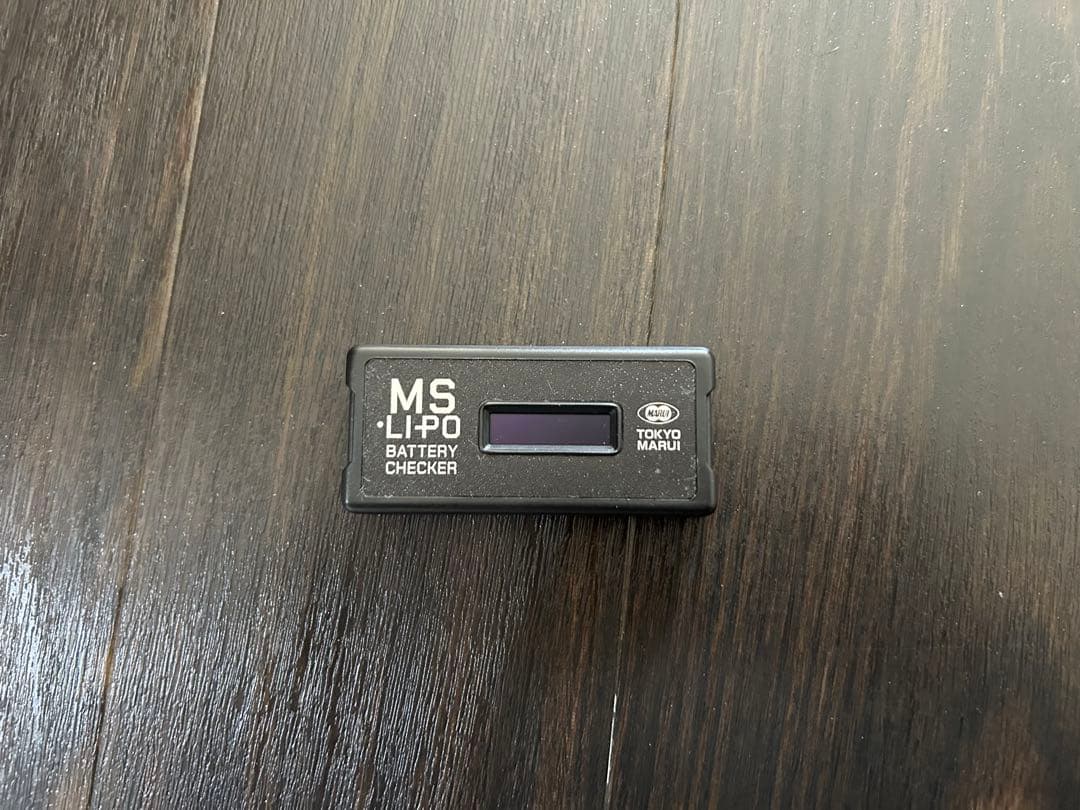 MS
LI-PO
BATTERY
CHECKER
MARUI
TOKYO
MARUI